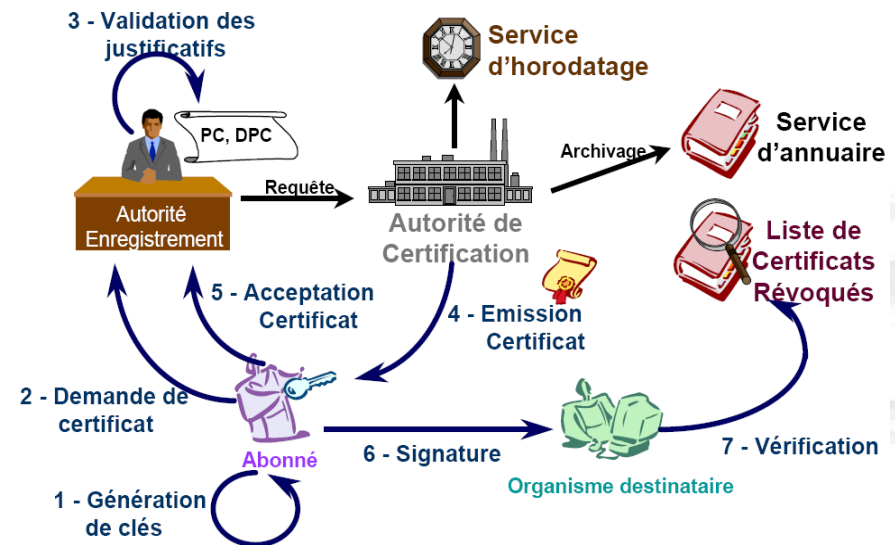 3 - Validation des
justificatifs
Service
d'horodatage
PC, DPC
Archivage
Service
d'annuaire
Requête
Autorité
Enregistrement
Autorité de
Certification
Liste de
Certificats
Révoqués
5 - Acceptation
Certificat
4 - Emission
Certificat
2 - Demande de
certificat
Abonné
6 - Signature
7 - Vérification
Organisme destinataire
1 - Génération
de clés